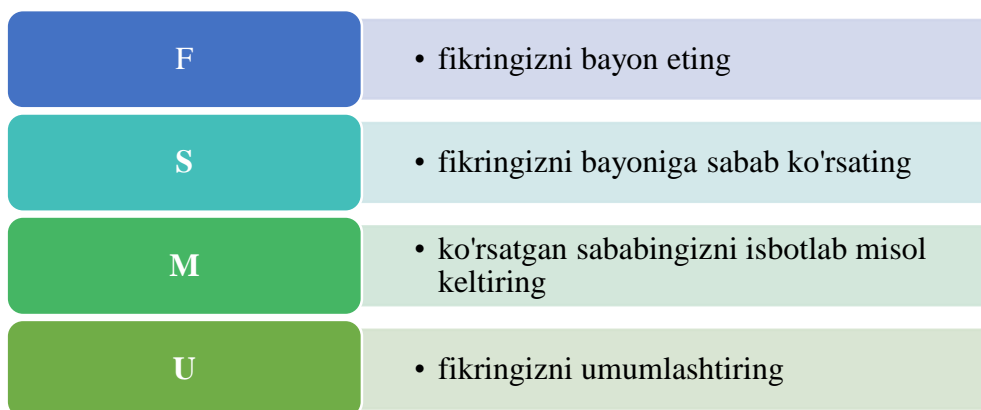 F
• fikringizni bayon eting
S
• fikringizni bayoniga sabab ko'rsating
M
• ko'rsatgan sababingizni isbotlab misol
keltiring
U
• fikringizni umumlashtiring